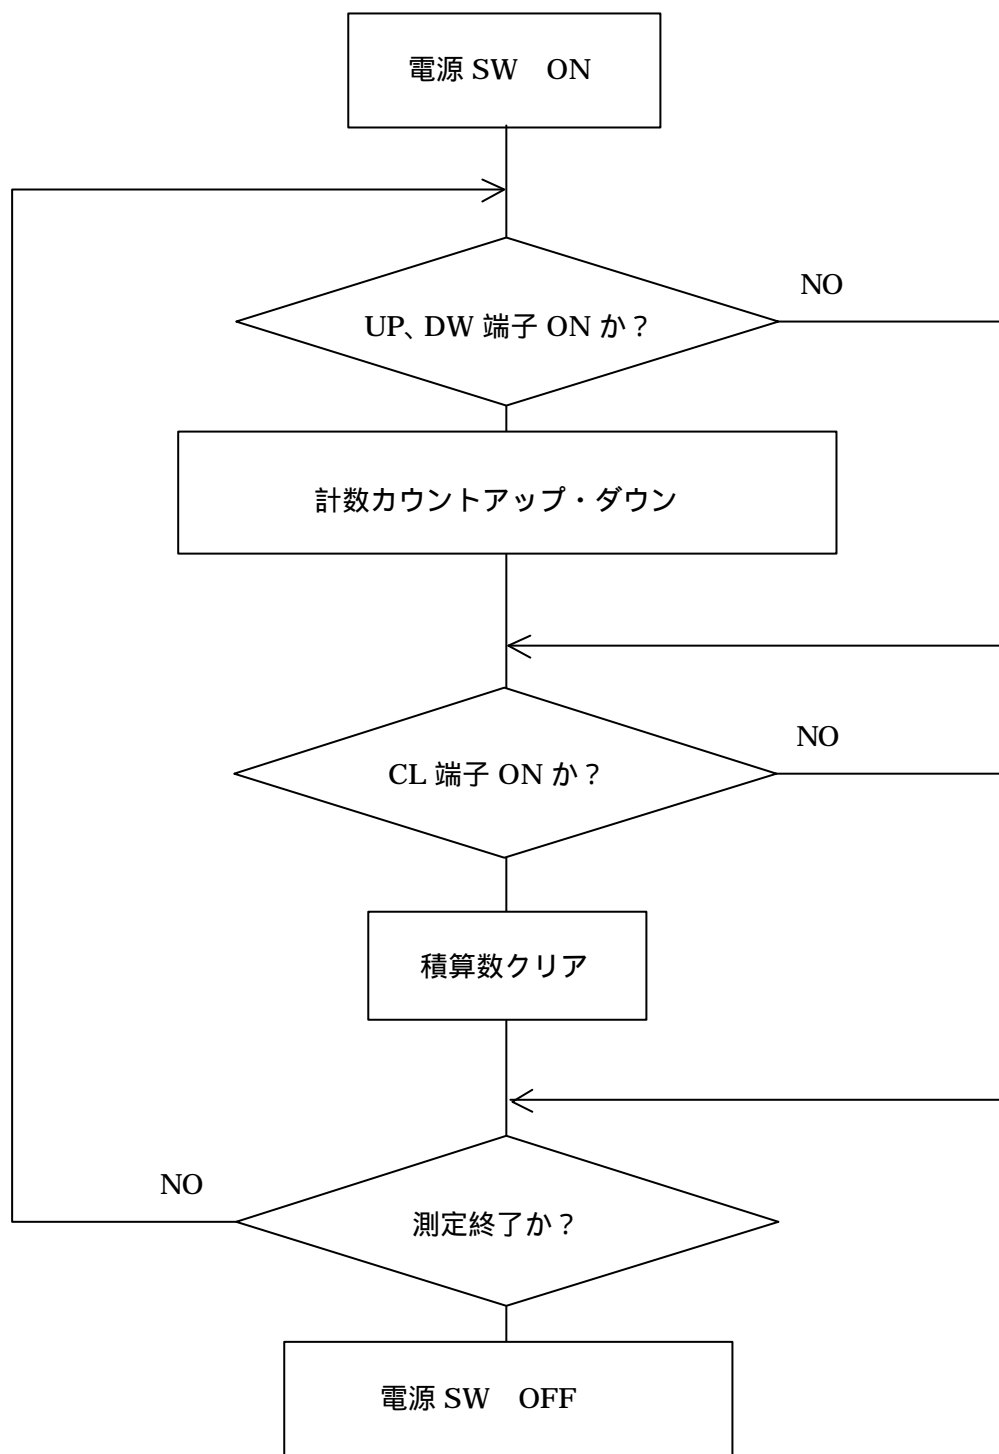 電源 SW　ON
NO
UP、DW 端子 ON か？
計数カウントアップ・ダウン
NO
CL 端子 ON か？
積算数クリア
NO
測定終了か？
電源 SW　OFF